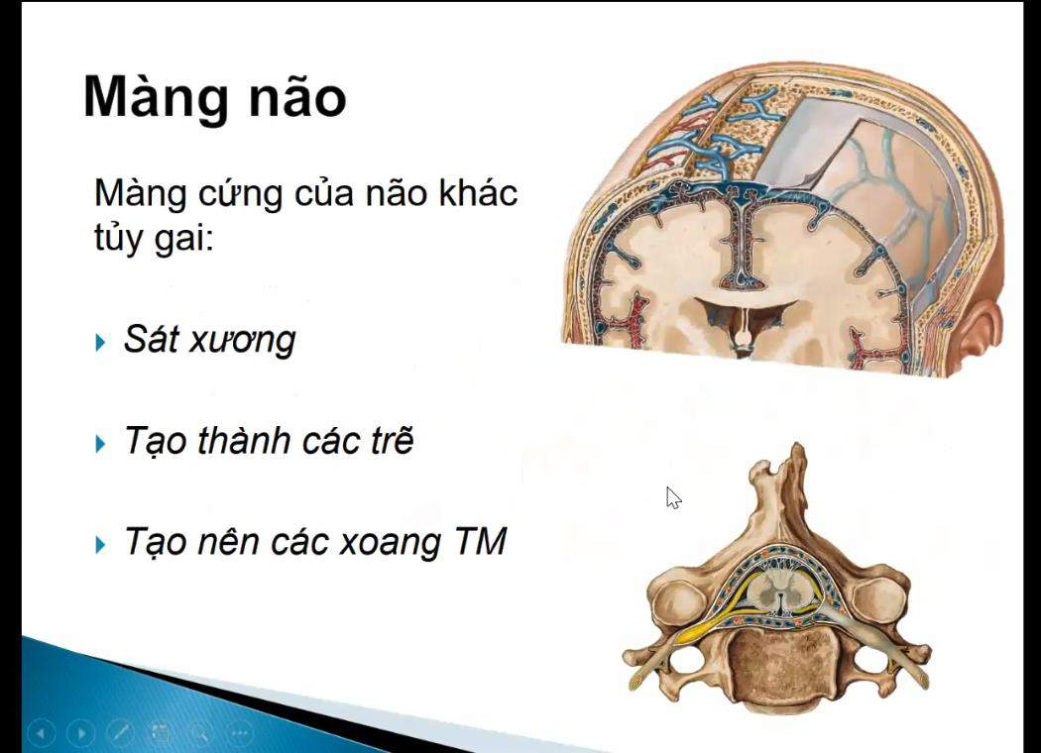 Màng não
Màng cứng của não khác
tủy gai:
Sát xương
Tạo thành các trẽ
Tạo nên các xoang TM